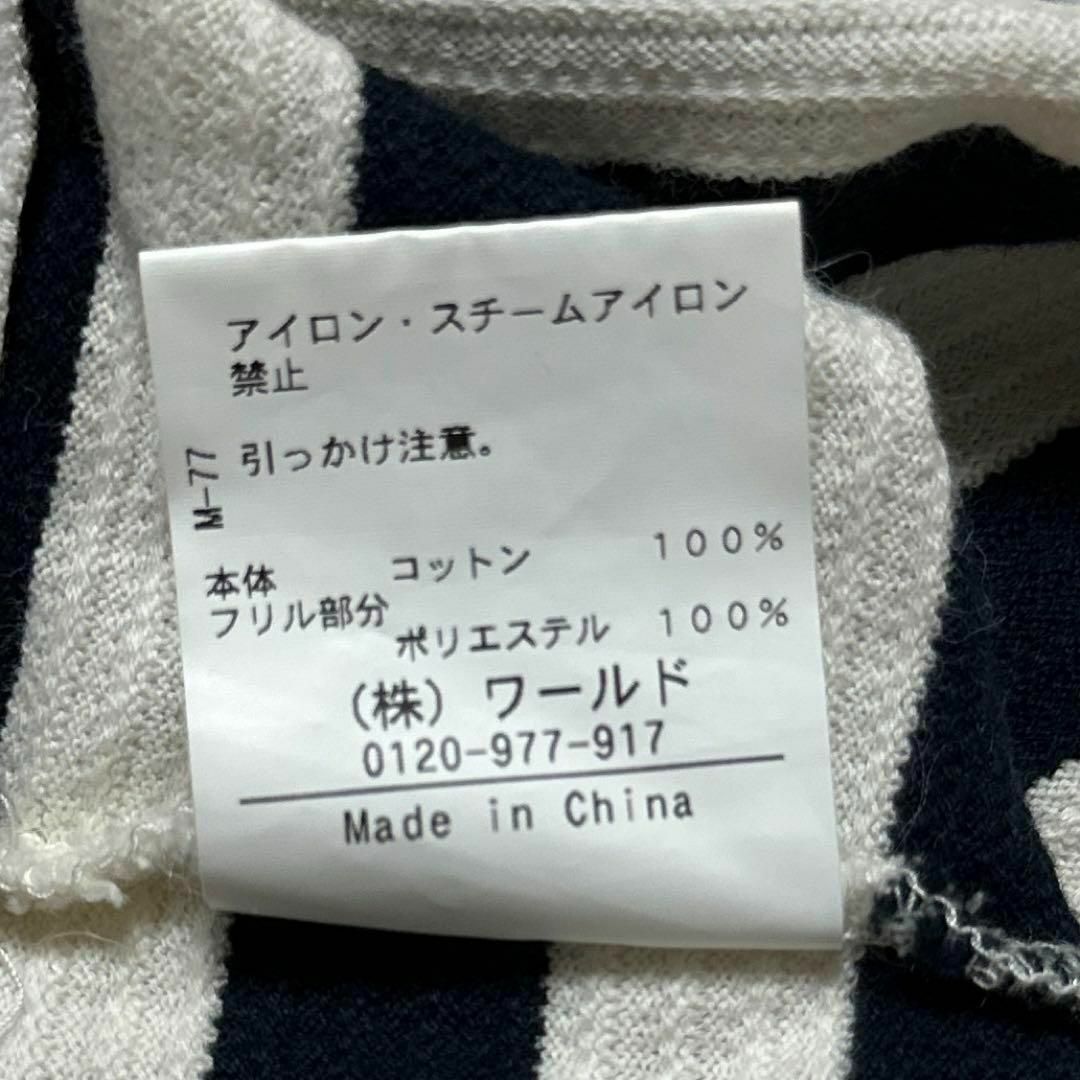 アイロン・スチームアイロン
禁止
引っかけ注意。
M-77
本体 コットン 100%
フリル部分 ポリエステル 100%
(株) ワールド
0120-977-917
Made in China